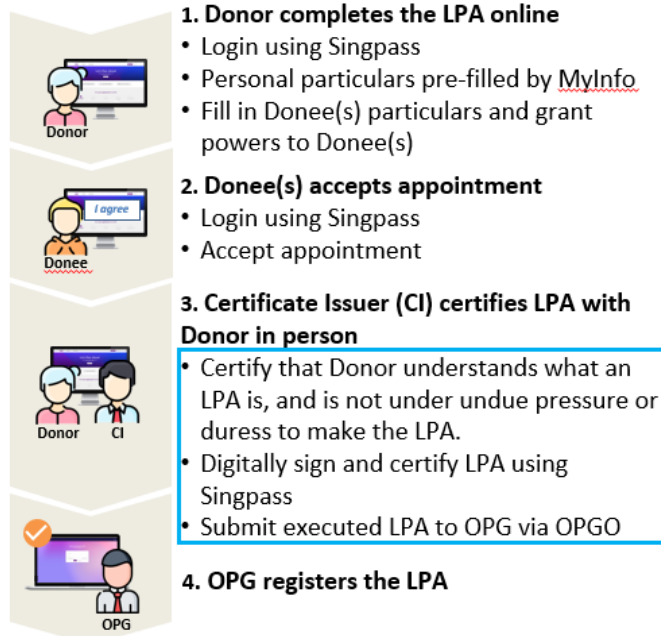 1. Donor completes the LPA online
• Login using Singpass
• Personal particulars pre-filled by MyInfo
• Fill in Donee(s) particulars and grant
powers to Donee(s)
Donor
2. Donee(s) accepts appointment
• Login using Singpass
• Accept appointment
I agree
Donee
3. Certificate Issuer (CI) certifies LPA with
Donor in person
• Certify that Donor understands what an
LPA is, and is not under undue pressure or
duress to make the LPA.
• Digitally sign and certify LPA using
Singpass
• Submit executed LPA to OPG via OPGO
Donor CI
4. OPG registers the LPA
OPG